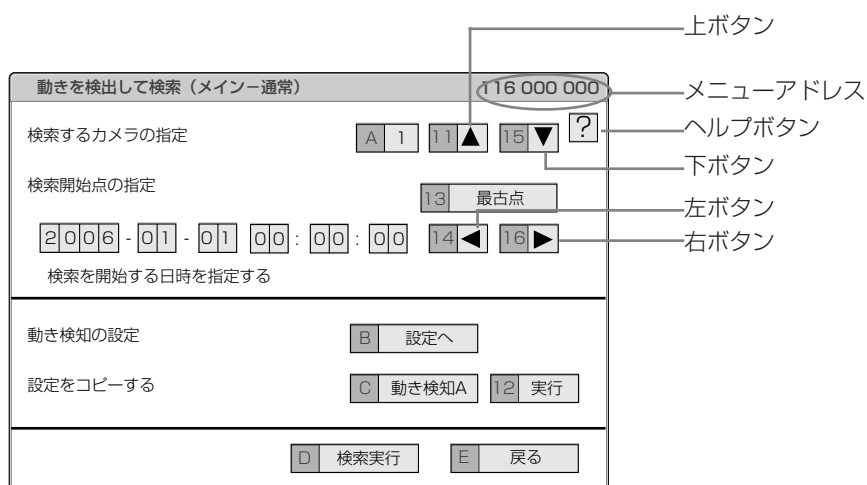 上ボタン
動きを検出して検索（メイン－通常） 116 000 000
メニューアドレス
検索するカメラの指定 A 1 11 ▲ 15 ▼ ?
ヘルプボタン
下ボタン
検索開始点の指定 13 最古点
左ボタン
2006 - 01 - 01 00 : 00 : 00 14 ◀ 16 ▶
右ボタン
検索を開始する日時を指定する
動き検知の設定 B 設定へ
設定をコピーする C 動き検知A 12 実行
D 検索実行 E 戻る